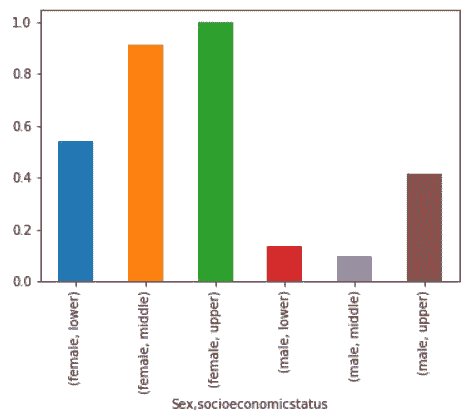 1.0
0.8
0.6
0.4
0.2
0.0
(female, lower)
(female, middle)
(female, upper)
(male, lower)
(male, middle)
(male, upper)
Sex,socioeconomicstatus